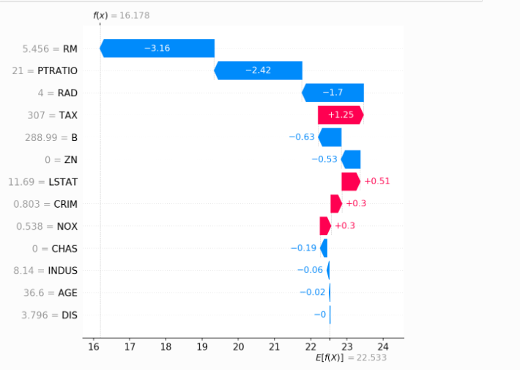 f(x) = 16.178
5.456 = RM −3.16
21 = PTRATIO −2.42
4 = RAD −1.7
307 = TAX +1.25
288.99 = B −0.63
0 = ZN −0.53
11.69 = LSTAT +0.51
0.803 = CRIM +0.3
0.538 = NOX +0.3
0 = CHAS −0.19
8.14 = INDUS −0.06
36.6 = AGE −0.02
3.796 = DIS −0
16 17 18 19 20 21 22 23 24
E[f(X)] = 22.533